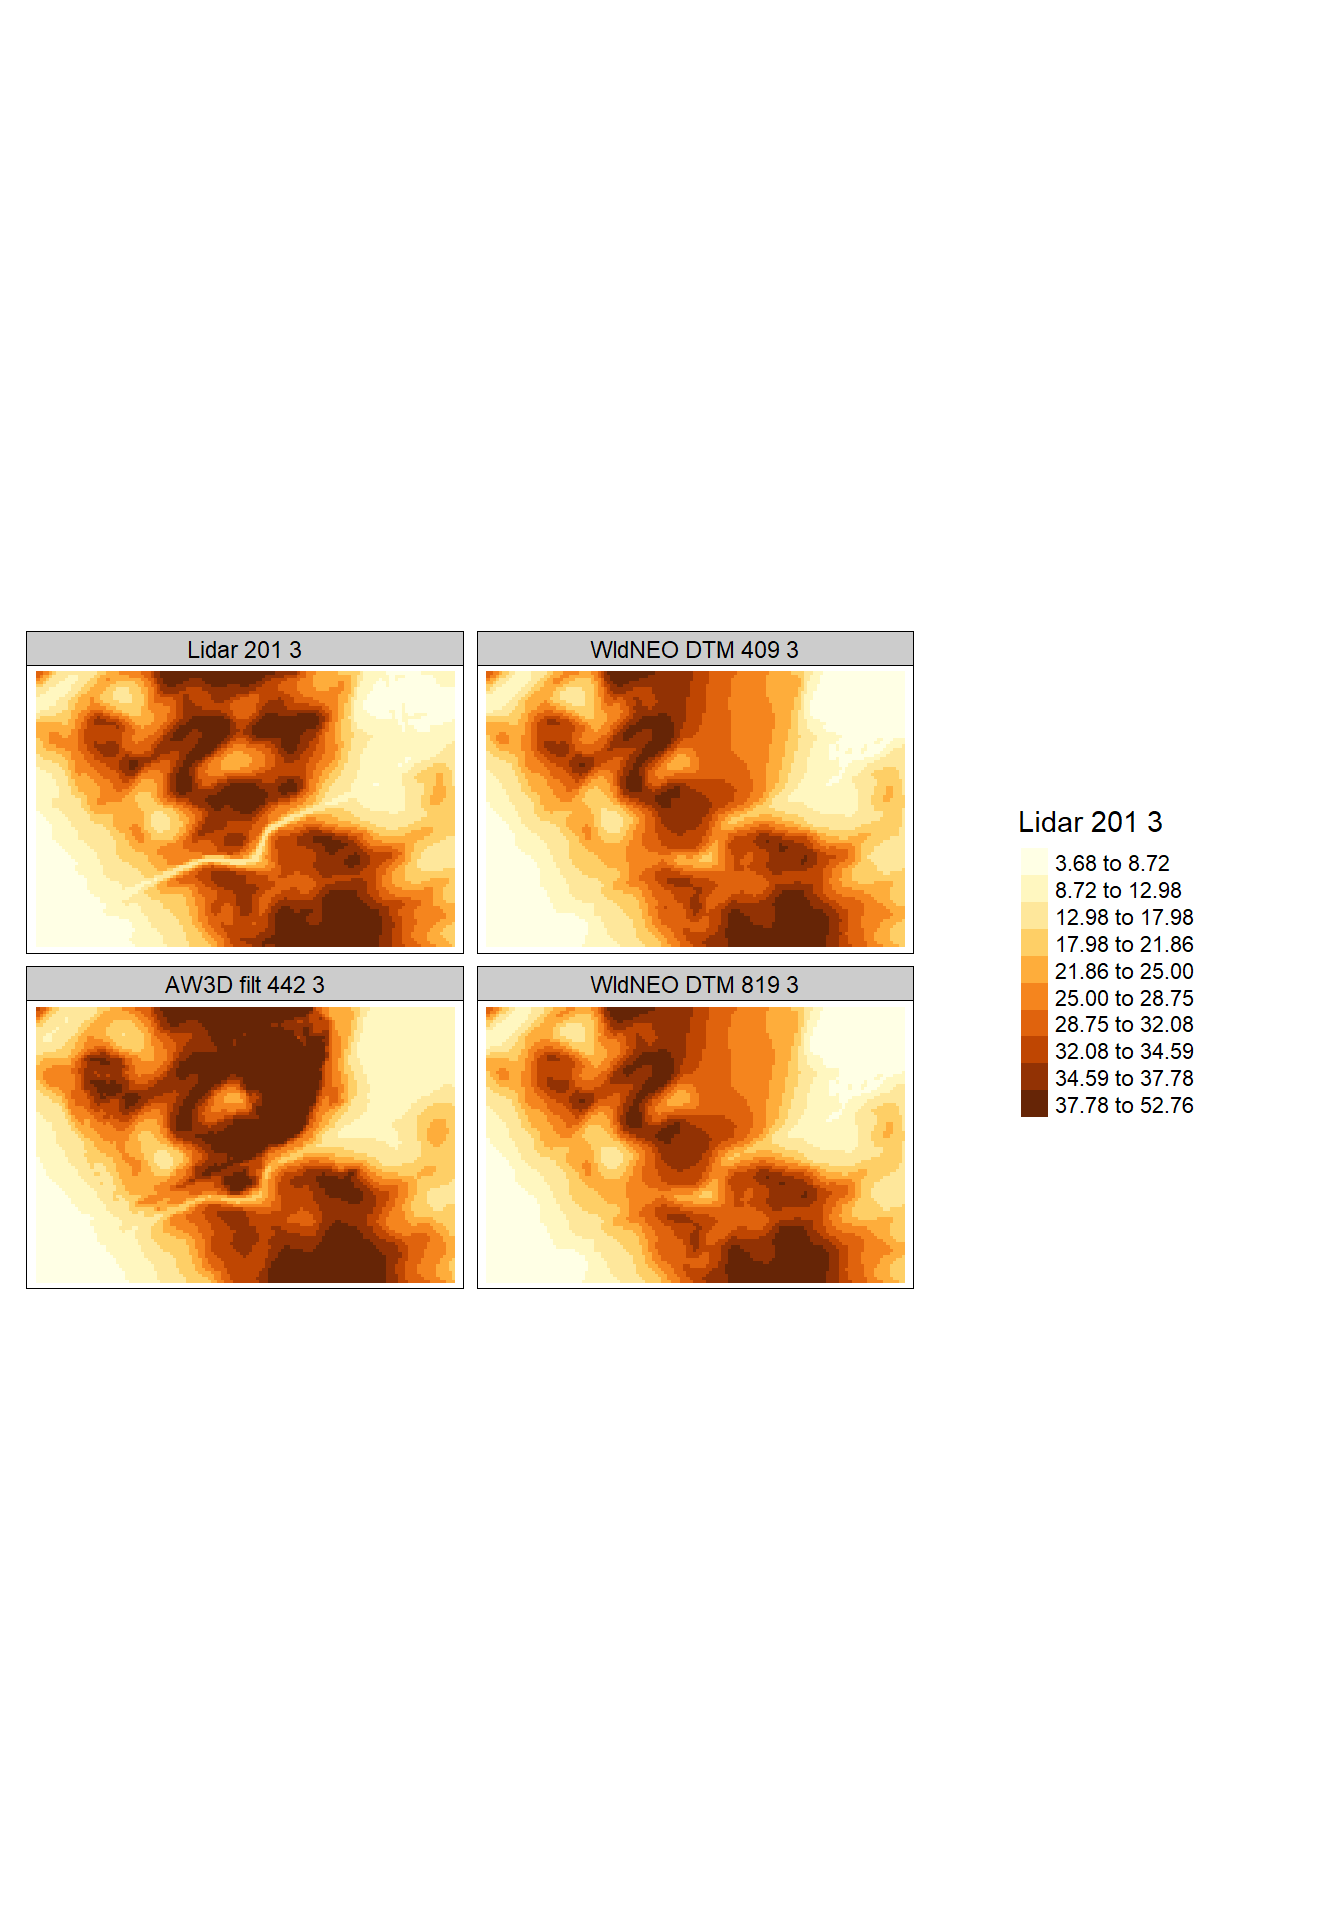 Lidar 201 3
WldNEO DTM 409 3
AW3D filt 442 3
WldNEO DTM 819 3
Lidar 201 3
3.68 to 8.72
8.72 to 12.98
12.98 to 17.98
17.98 to 21.86
21.86 to 25.00
25.00 to 28.75
28.75 to 32.08
32.08 to 34.59
34.59 to 37.78
37.78 to 52.76